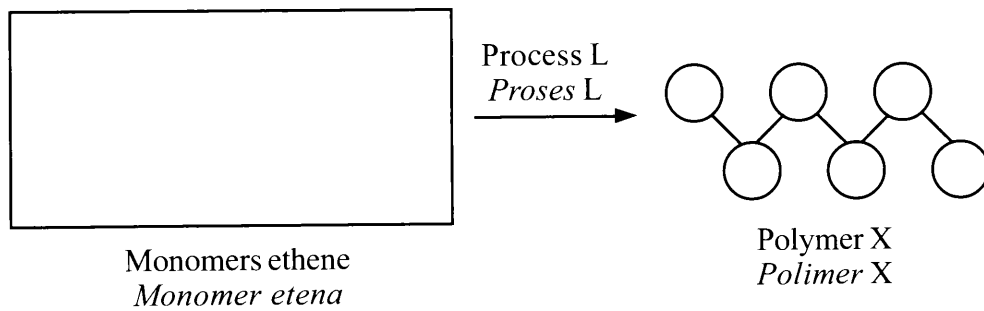 Process L
Proses L
Monomers ethene
Monomer etena
Polymer X
Polimer X